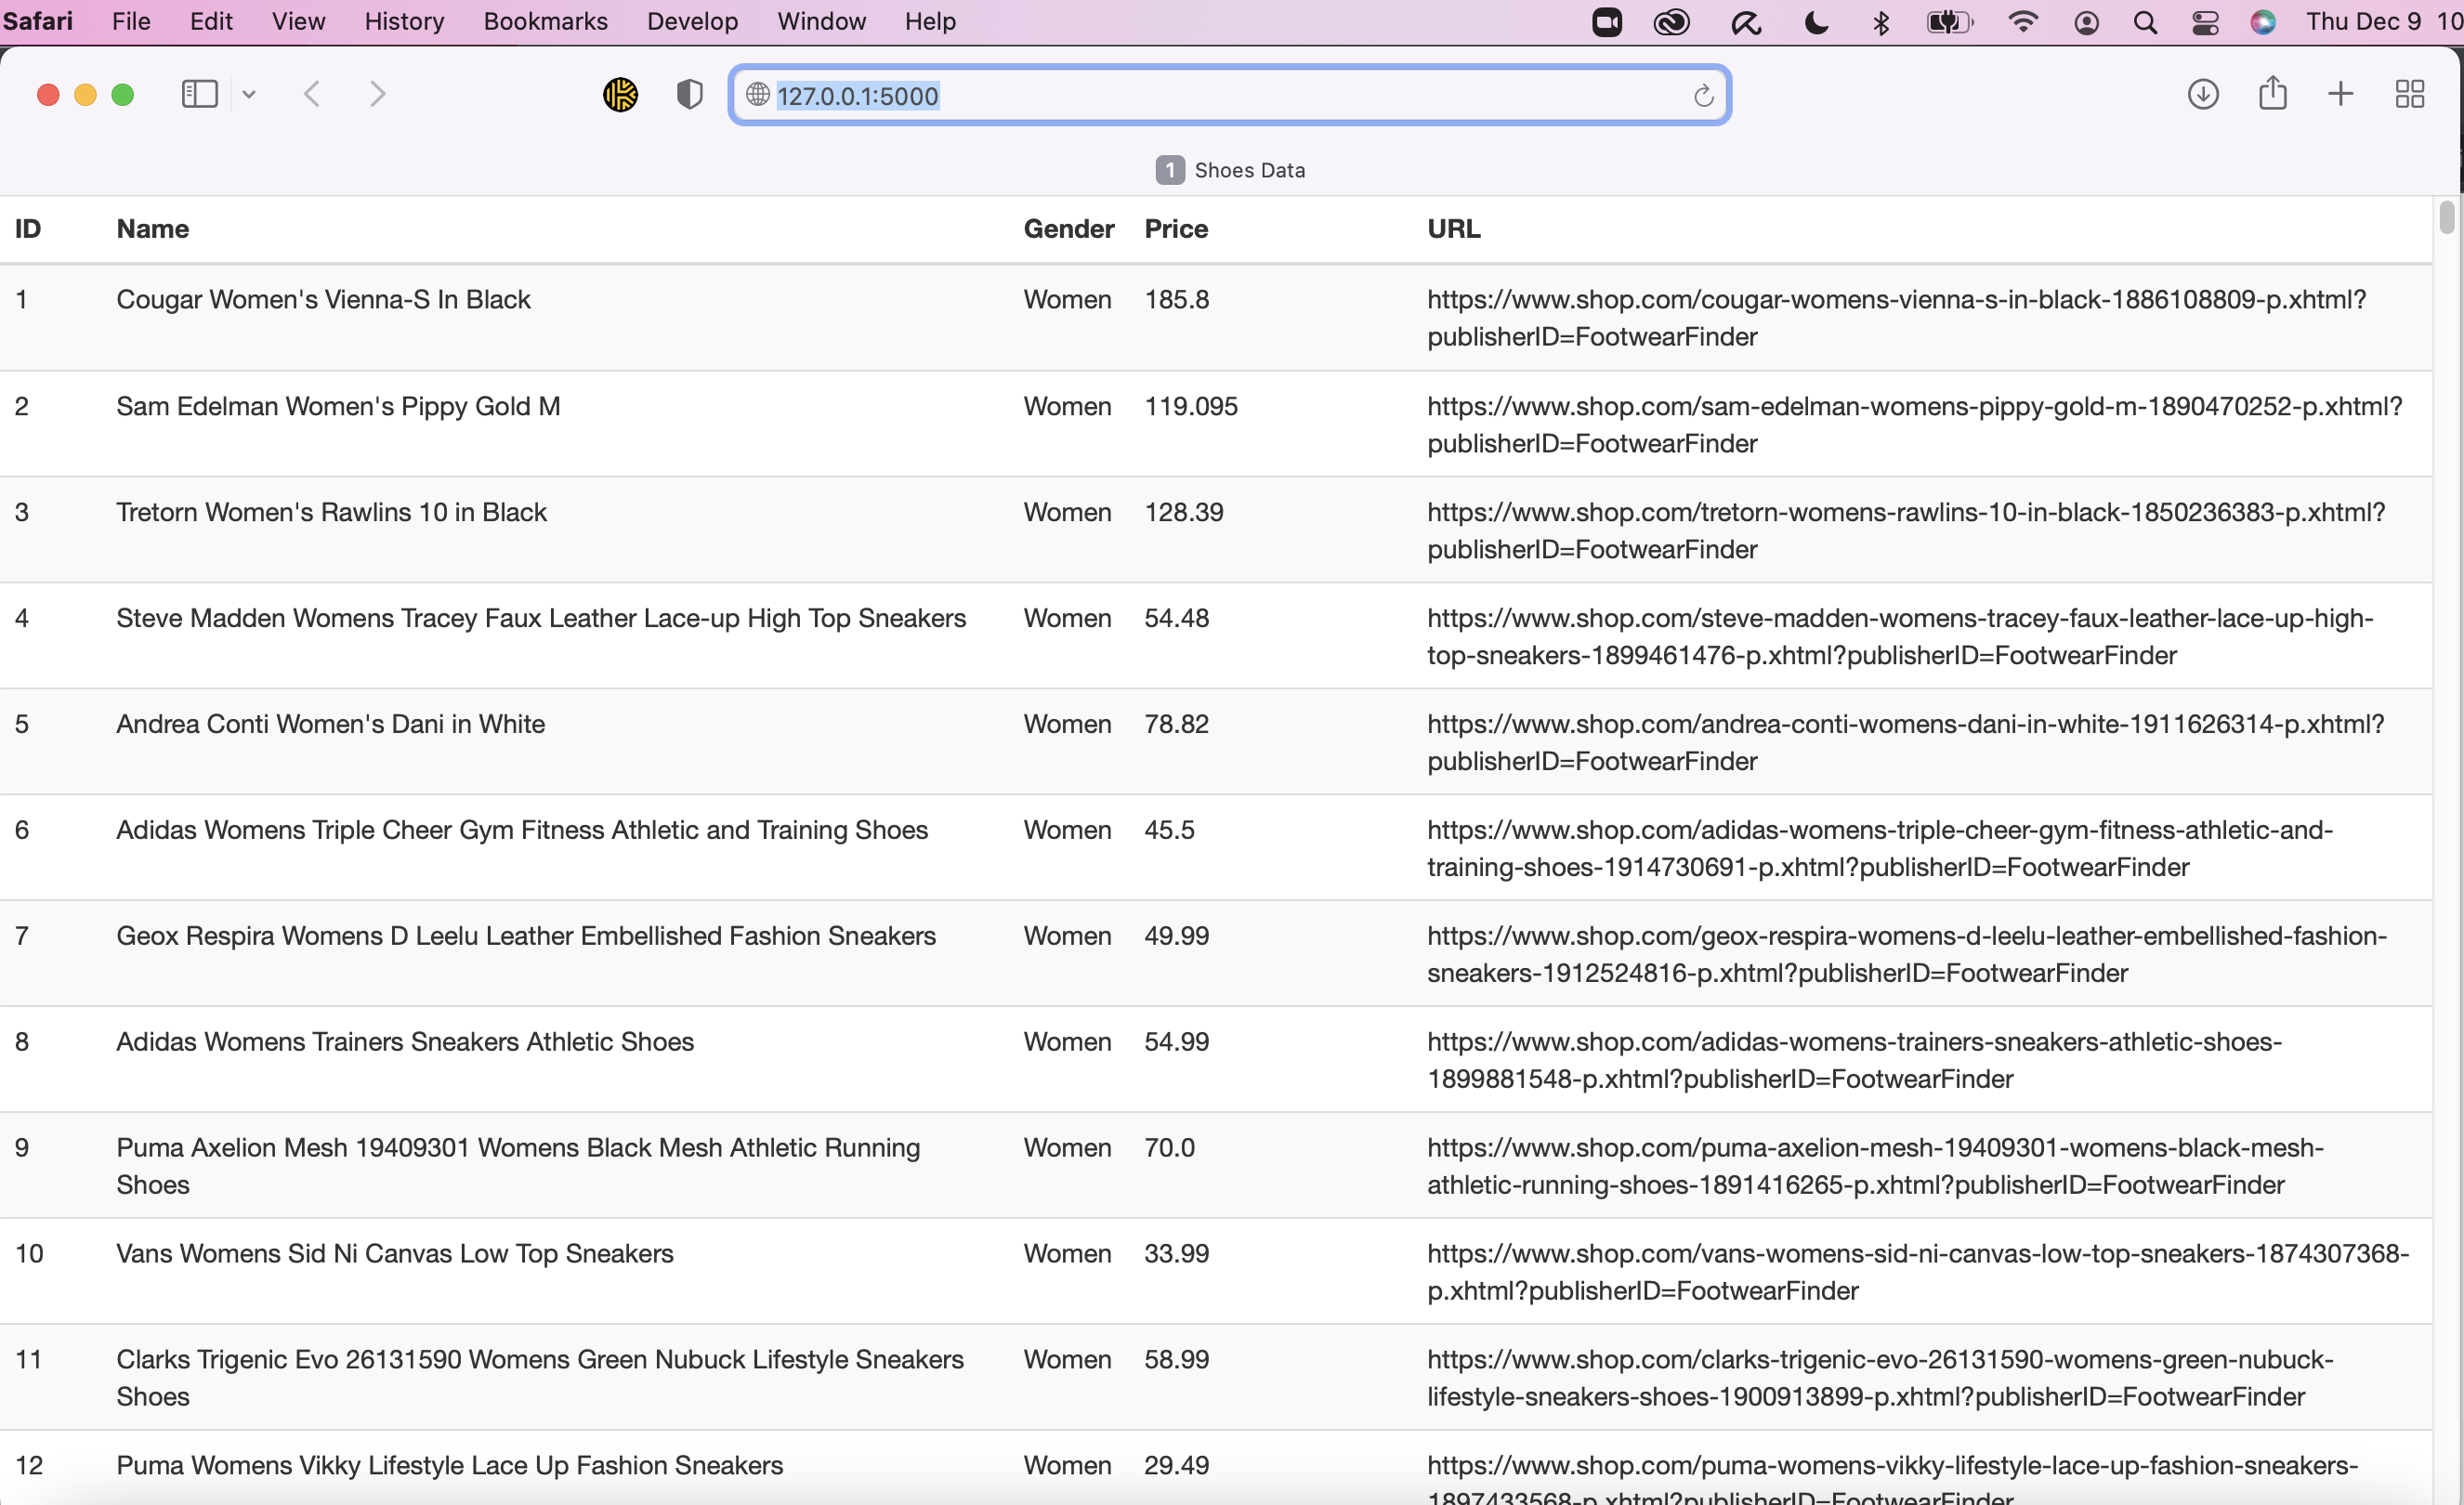 Safari File Edit View History Bookmarks Develop Window Help Thu Dec 9 10
127.0.0.1:5000
1 Shoes Data
ID Name Gender Price URL
1 Cougar Women's Vienna-S In Black Women 185.8 https://www.shop.com/cougar-womens-vienna-s-in-black-1886108809-p.xhtml?
publisherID=FootwearFinder
2 Sam Edelman Women's Pippy Gold M Women 119.095 https://www.shop.com/sam-edelman-womens-pippy-gold-m-1890470252-p.xhtml?
publisherID=FootwearFinder
3 Tretorn Women's Rawlins 10 in Black Women 128.39 https://www.shop.com/tretorn-womens-rawlins-10-in-black-1850236383-p.xhtml?
publisherID=FootwearFinder
4 Steve Madden Womens Tracey Faux Leather Lace-up High Top Sneakers Women 54.48 https://www.shop.com/steve-madden-womens-tracey-faux-leather-lace-up-high-
top-sneakers-1899461476-p.xhtml?publisherID=FootwearFinder
5 Andrea Conti Women's Dani in White Women 78.82 https://www.shop.com/andrea-conti-womens-dani-in-white-1911626314-p.xhtml?
publisherID=FootwearFinder
6 Adidas Womens Triple Cheer Gym Fitness Athletic and Training Shoes Women 45.5 https://www.shop.com/adidas-womens-triple-cheer-gym-fitness-athletic-and-
training-shoes-1914730691-p.xhtml?publisherID=FootwearFinder
7 Geox Respira Womens D Leelu Leather Embellished Fashion Sneakers Women 49.99 https://www.shop.com/geox-respira-womens-d-leelu-leather-embellished-fashion-
sneakers-1912524816-p.xhtml?publisherID=FootwearFinder
8 Adidas Womens Trainers Sneakers Athletic Shoes Women 54.99 https://www.shop.com/adidas-womens-trainers-sneakers-athletic-shoes-
1899881548-p.xhtml?publisherID=FootwearFinder
9 Puma Axelion Mesh 19409301 Womens Black Mesh Athletic Running Women 70.0 https://www.shop.com/puma-axelion-mesh-19409301-womens-black-mesh-
Shoes athletic-running-shoes-1891416265-p.xhtml?publisherID=FootwearFinder
10 Vans Womens Sid Ni Canvas Low Top Sneakers Women 33.99 https://www.shop.com/vans-womens-sid-ni-canvas-low-top-sneakers-1874307368-
p.xhtml?publisherID=FootwearFinder
11 Clarks Trigenic Evo 26131590 Womens Green Nubuck Lifestyle Sneakers Women 58.99 https://www.shop.com/clarks-trigenic-evo-26131590-womens-green-nubuck-
Shoes lifestyle-sneakers-shoes-1900913899-p.xhtml?publisherID=FootwearFinder
12 Puma Womens Vikky Lifestyle Lace Up Fashion Sneakers Women 29.49 https://www.shop.com/puma-womens-vikky-lifestyle-lace-up-fashion-sneakers-
1897433568-p.xhtml?publisherID=FootwearFinder